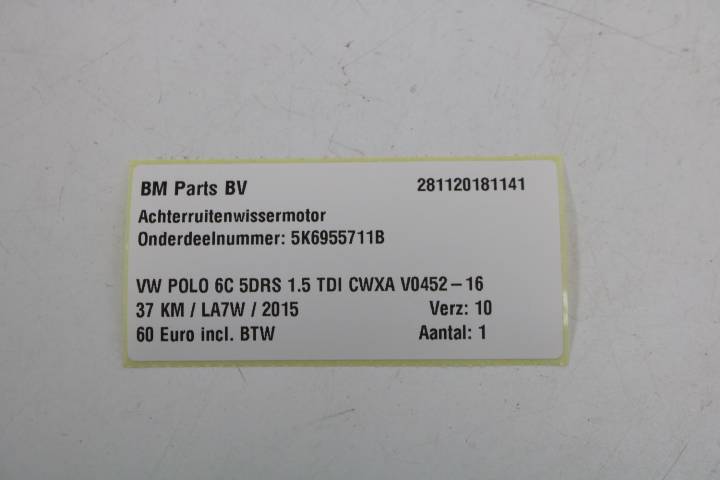 BM Parts BV 281120181141
Achterruitenwissermotor
Onderdeelnummer: 5K6955711B
VW POLO 6C 5DRS 1.5 TDI CWXA V0452-16
37 KM / LA7W / 2015 Verz: 10
60 Euro incl. BTW Aantal: 1